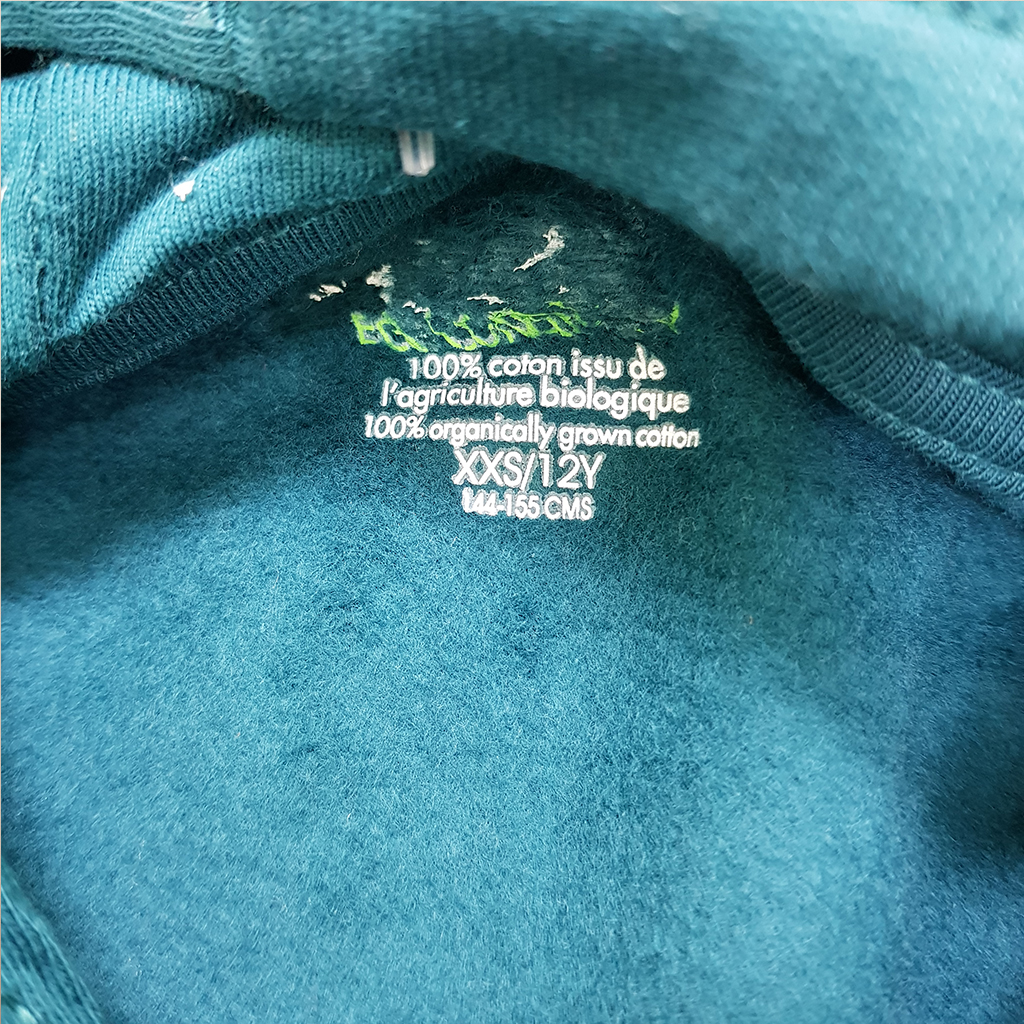 100% coton issu de
l'agriculture biologique
100% organically grown cotton
XXS/12Y
144-155 CMS